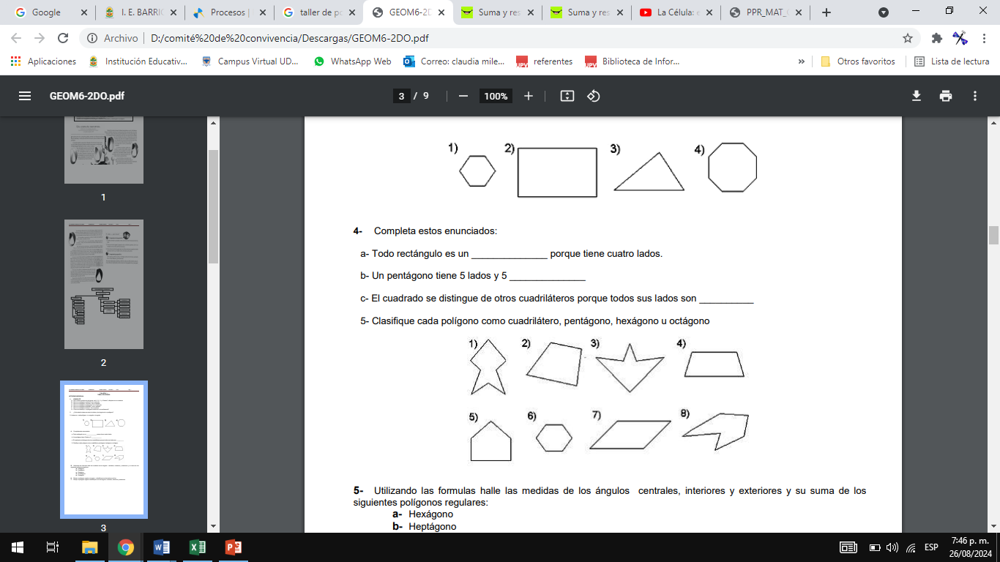 Google
I. E. BARRI
Procesos |
taller de po
GEOM6-2D
Suma y res
Suma y res
La Célula: e
PPR_MAT_
Archivo
D:/comité%20de%20convivencia/Descargas/GEOM6-2DO.pdf
Aplicaciones
Institución Educativ...
Campus Virtual UD...
WhatsApp Web
Correo: claudia mile...
referentes
Biblioteca de Infor...
»
Otros favoritos
Lista de lectura
GEOM6-2DO.pdf
3 / 9
100%
1
2
3
1) 2) 3) 4)
4- Completa estos enunciados:
a- Todo rectángulo es un ______________ porque tiene cuatro lados.
b- Un pentágono tiene 5 lados y 5 ______________
c- El cuadrado se distingue de otros cuadriláteros porque todos sus lados son __________
5- Clasifique cada polígono como cuadrilátero, pentágono, hexágono u octágono
1) 2) 3) 4)
5) 6) 7) 8)
5- Utilizando las formulas halle las medidas de los ángulos centrales, interiores y exteriores y su suma de los
siguientes polígonos regulares:
a- Hexágono
b- Heptágono
ESP
7:46 p. m.
26/08/2024